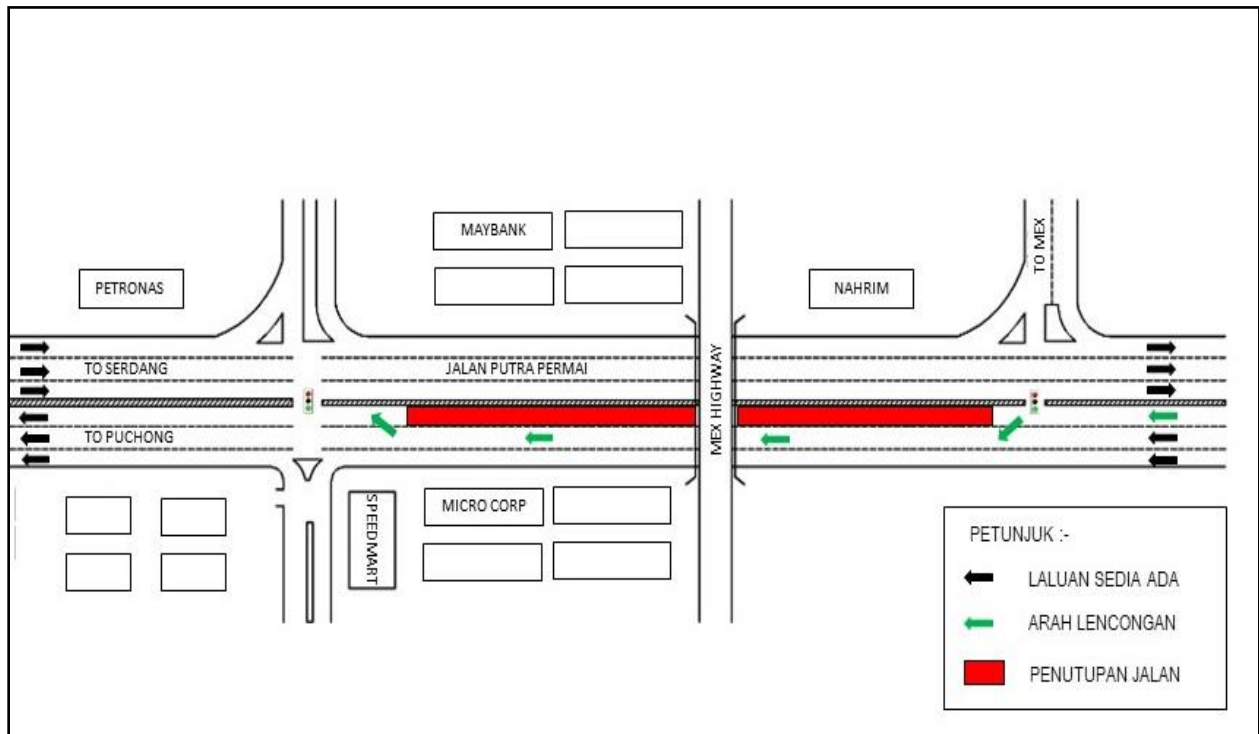 MAYBANK
PETRONAS
NAHRIM
TO MEX
TO SERDANG
JALAN PUTRA PERMAI
MEX HIGHWAY
TO PUCHONG
SPEEDMART
MICRO CORP
PETUNJUK :-
LALUAN SEDIA ADA
ARAH LENCONGAN
PENUTUPAN JALAN